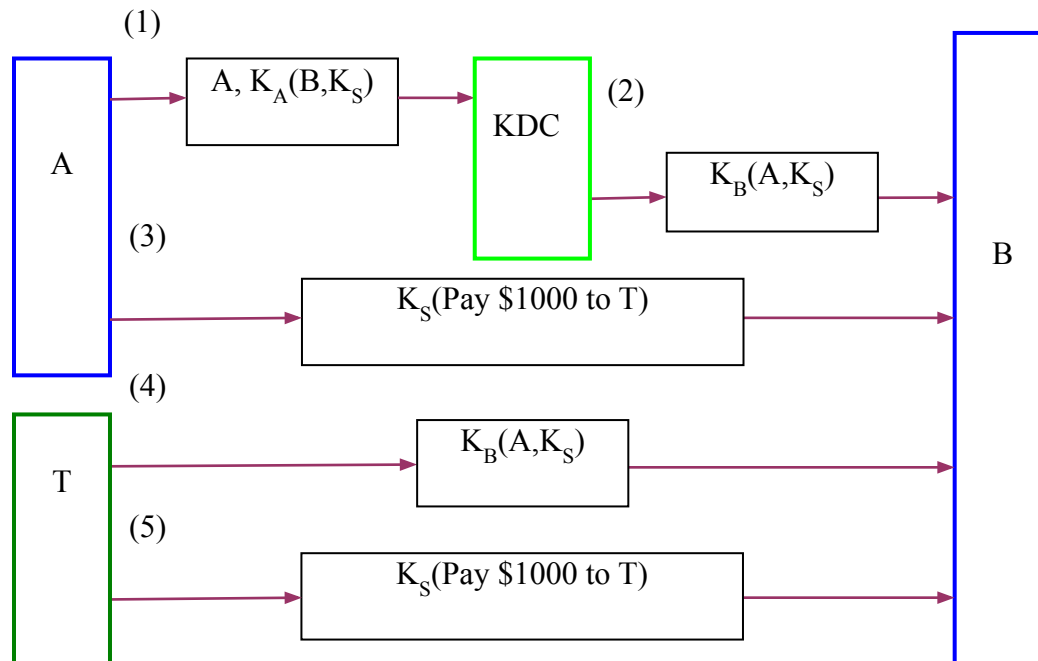 (1)
A, K_A(B,K_S)
KDC
(2)
A
K_B(A,K_S)
(3)
B
K_S(Pay $1000 to T)
(4)
K_B(A,K_S)
T
(5)
K_S(Pay $1000 to T)